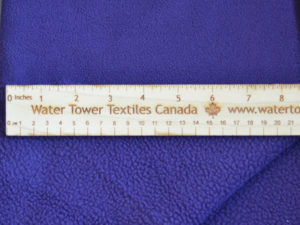 0 Inches 1 2 3 4 5 6 7 8
Water Tower Textiles Canada www.waterto
0 cm 1 2 3 4 5 6 7 8 9 10 11 12 13 14 15 16 17 18 19 20 21